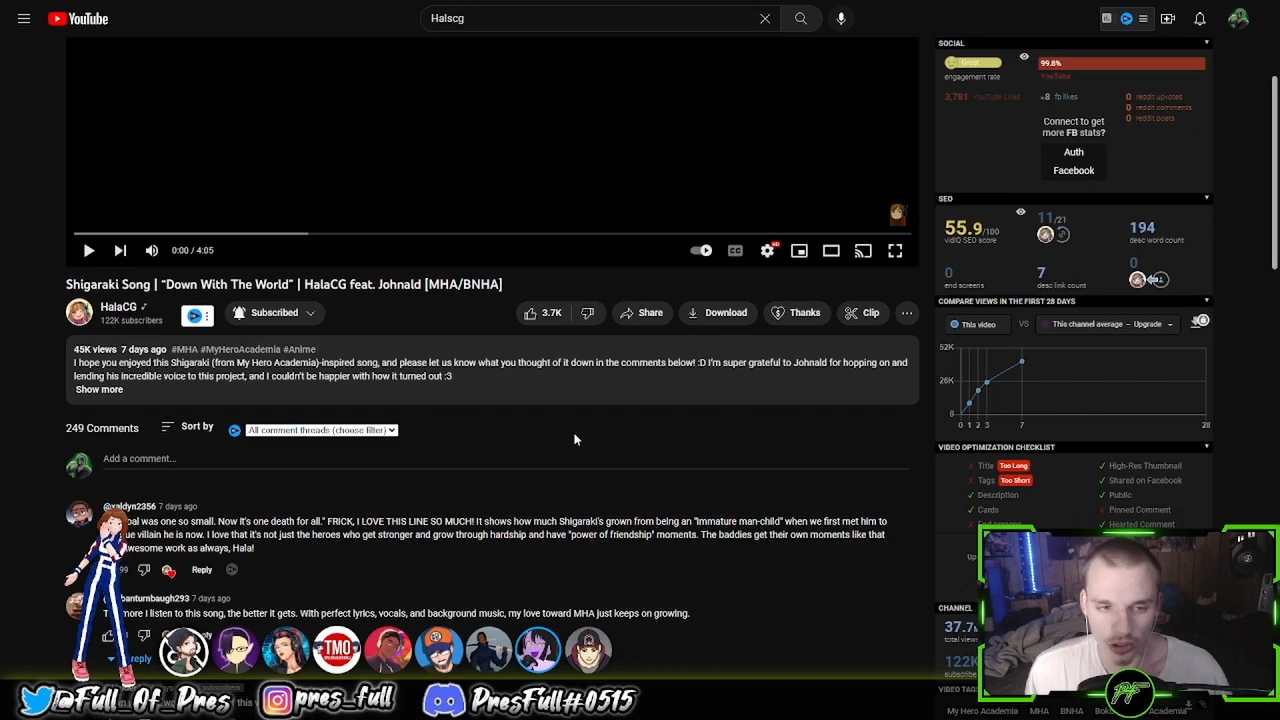 YouTube
Halscg
0:00 / 4:05
Shigaraki Song | "Down With The World" | HalaCG feat. Johnald [MHA/BNHA]
HalaCG
122K subscribers
Subscribed
3.7K
Share
Download
Thanks
Clip
45K views 7 days ago #MHA #MyHeroAcademia #Anime
I hope you enjoyed this Shigaraki (from My Hero Academia)-inspired song, and please let us know what you thought of it down in the comments below! :D I'm super grateful to Johnald for hopping on and
lending his incredible voice to this project, and I couldn't be happier with how it turned out :3
Show more
249 Comments
Sort by
All comment threads (choose filter)
Add a comment...
@xaldyn2356 7 days ago
al was one so small. Now it's one death for all." FRICK, I LOVE THIS LINE SO MUCH! It shows how much Shigaraki's grown from being an "immature man-child" when we first met him to
ue villain he is now. I love that it's not just the heroes who get stronger and grow through hardship and have "power of friendship" moments. The baddies get their own moments like that
wesome work as always, Hala!
99
Reply
banturnbaugh293 7 days ago
more I listen to this song, the better it gets. With perfect lyrics, vocals, and background music, my love toward MHA just keeps on growing.
reply
TMO
@Full_Of_Pres
pres_full
PresFull#0515
SOCIAL
Groot
engagement rate
99.8%
YouTube
3,781 YouTube Likes
8 fb likes
0 reddit upvotes
0 reddit comments
0 reddit posts
Connect to get
more FB stats?
Auth
Facebook
SEO
55.9/100
vidIQ SEO score
11/21
194
desc word count
0
end screens
7
desc link count
0
COMPARE VIEWS IN THE FIRST 28 DAYS
This video
VS
This channel average – Upgrade
52K
26K
0
0 1 2 3 7 28
VIDEO OPTIMIZATION CHECKLIST
Title Too Long
High-Res Thumbnail
Tags Too Short
Shared on Facebook
Description
Public
Cards
Pinned Comment
End screens
Hearted Comment
CHANNEL
37.7
total view
122K
subscribe
VIDEO TAGS
My Hero Academia MHA BNHA
PF